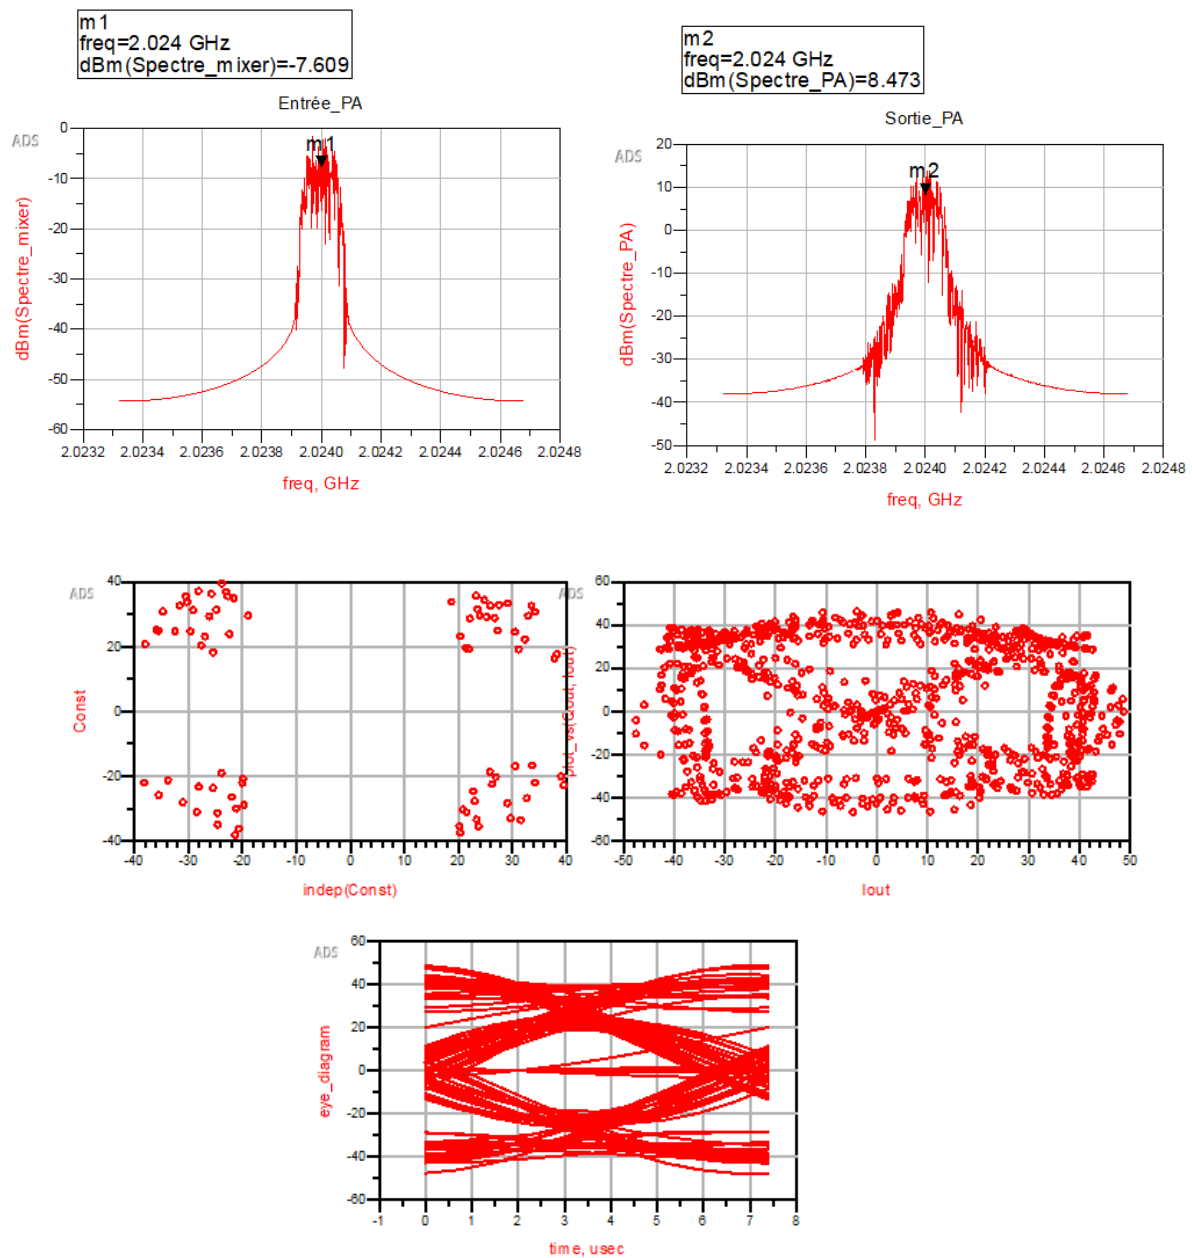 m1
freq=2.024 GHz
dBm(Spectre_mixer)=-7.609
m2
freq=2.024 GHz
dBm(Spectre_PA)=8.473
Entrée_PA
ADS
dBm(Spectre_mixer)
0
-10
-20
-30
-40
-50
-60
m1
2.0232 2.0234 2.0236 2.0238 2.0240 2.0242 2.0244 2.0246 2.0248
freq, GHz
Sortie_PA
ADS
dBm(Spectre_PA)
20
10
0
-10
-20
-30
-40
-50
m2
2.0232 2.0234 2.0236 2.0238 2.0240 2.0242 2.0244 2.0246 2.0248
freq, GHz
ADS
Const
40
20
0
-20
-40
-40 -30 -20 -10 0 10 20 30 40
indep(Const)
ADS
60
40
20
0
-20
-40
-60
-50 -40 -30 -20 -10 0 10 20 30 40 50
Iout
ADS
eye_diagram
60
40
20
0
-20
-40
-60
-1 0 1 2 3 4 5 6 7 8
time, usec